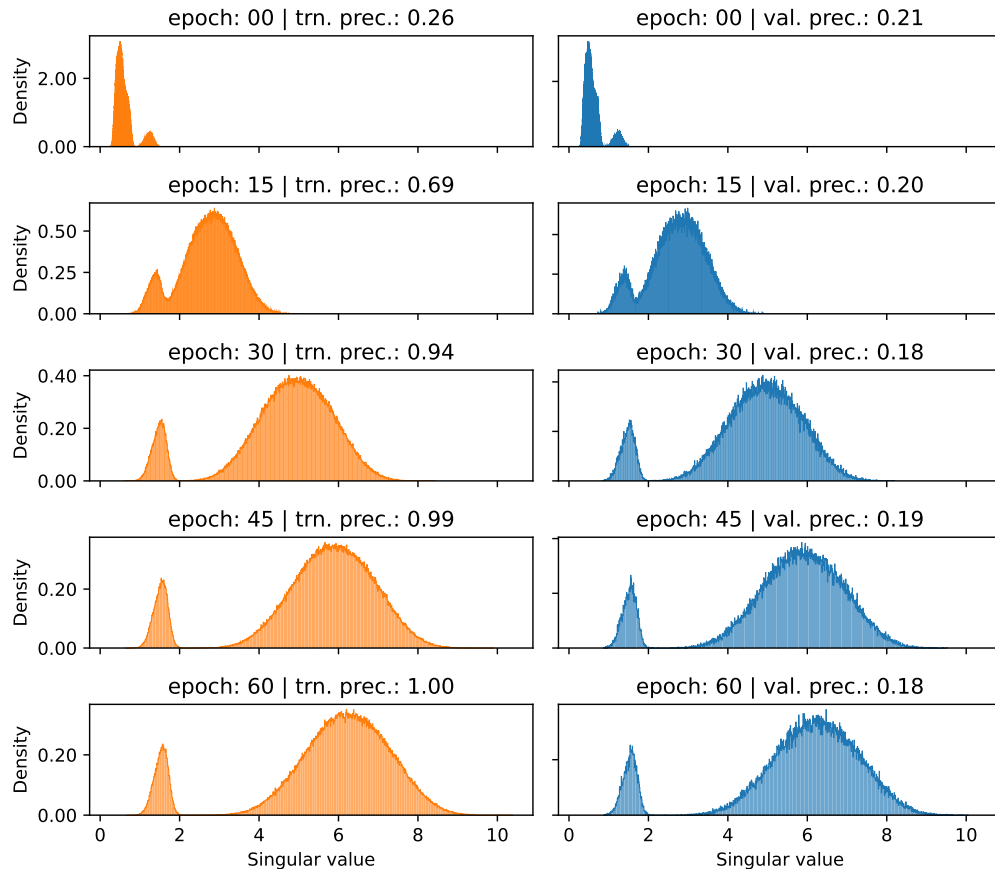 epoch: 00 | trn. prec.: 0.26
epoch: 00 | val. prec.: 0.21
Density
2.00
0.00
epoch: 15 | trn. prec.: 0.69
epoch: 15 | val. prec.: 0.20
Density
0.50
0.25
0.00
epoch: 30 | trn. prec.: 0.94
epoch: 30 | val. prec.: 0.18
Density
0.40
0.20
0.00
epoch: 45 | trn. prec.: 0.99
epoch: 45 | val. prec.: 0.19
Density
0.20
0.00
epoch: 60 | trn. prec.: 1.00
epoch: 60 | val. prec.: 0.18
Density
0.20
0.00
0 2 4 6 8 10
0 2 4 6 8 10
Singular value
Singular value